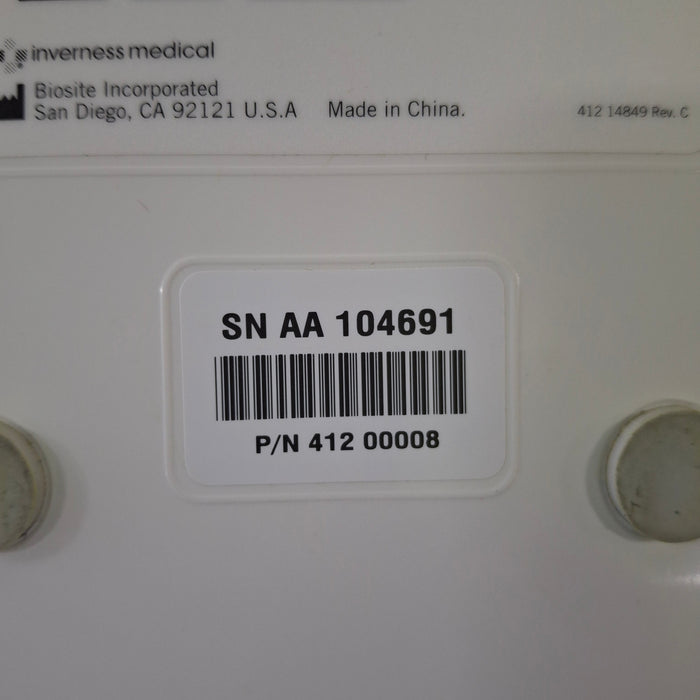 inverness medical
Biosite Incorporated
San Diego, CA 92121 U.S.A Made in China. 412 14849 Rev. C
SN AA 104691
P/N 412 00008